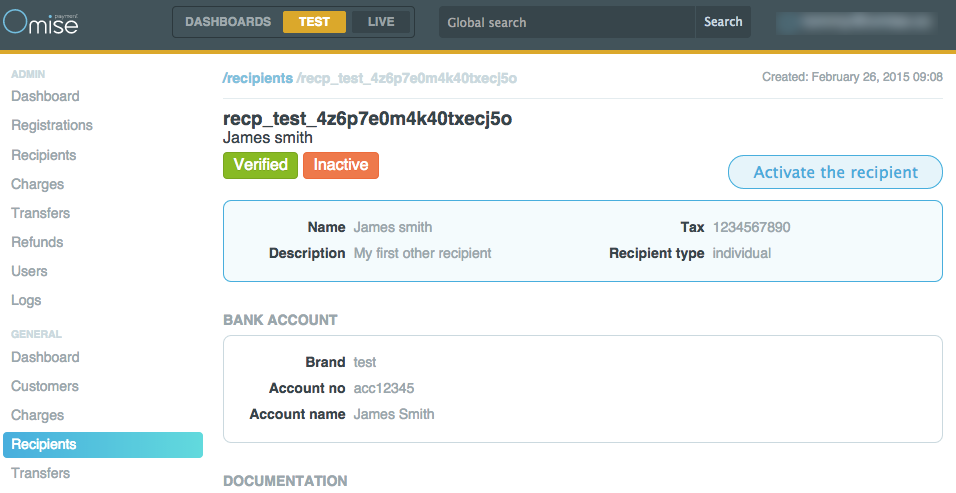 Omise payment
DASHBOARDS TEST LIVE
Global search Search
ADMIN
Dashboard
Registrations
Recipients
Charges
Transfers
Refunds
Users
Logs
GENERAL
Dashboard
Customers
Charges
Recipients
Transfers
/recipients /recp_test_4z6p7e0m4k40txecj5o
Created: February 26, 2015 09:08
recp_test_4z6p7e0m4k40txecj5o
James smith
Verified Inactive
Activate the recipient
Name James smith
Tax 1234567890
Description My first other recipient
Recipient type individual
BANK ACCOUNT
Brand test
Account no acc12345
Account name James Smith
DOCUMENTATION